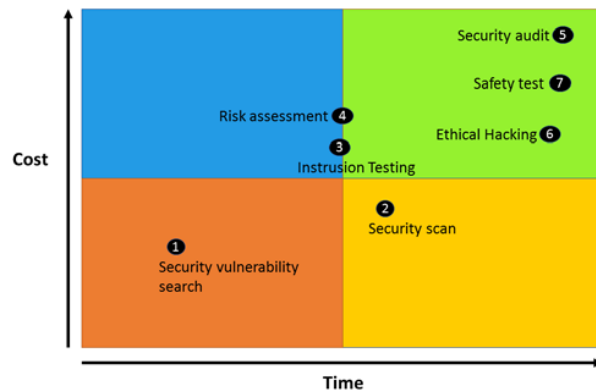 Security audit 5
Safety test 7
Risk assessment 4
Ethical Hacking 6
3
Instrusion Testing
Cost
2
Security scan
1
Security vulnerability
search
Time